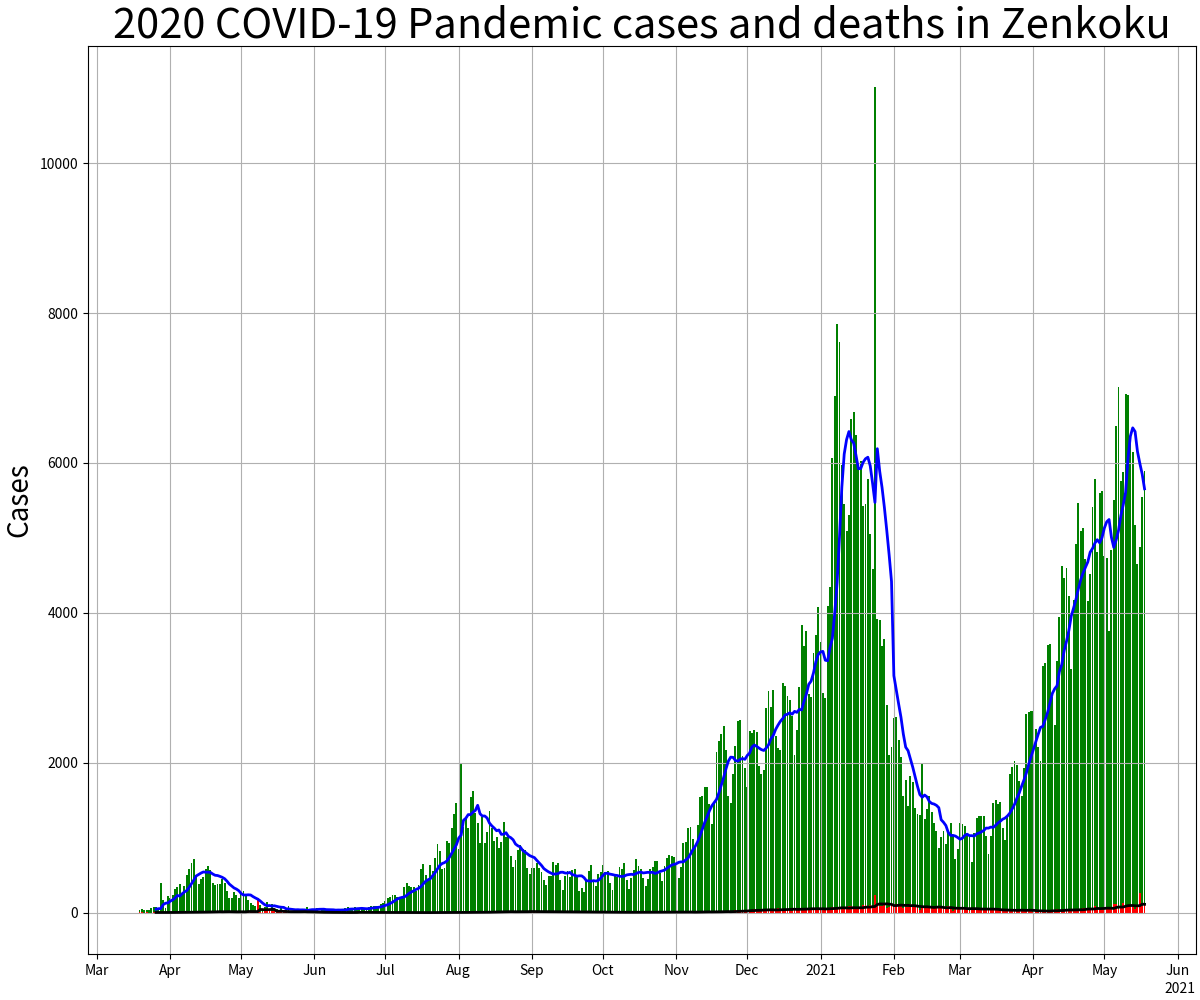 2020 COVID-19 Pandemic cases and deaths in Zenkoku
Cases
10000
8000
6000
4000
2000
0
Mar Apr May Jun Jul Aug Sep Oct Nov Dec 2021 Feb Mar Apr May Jun
2021